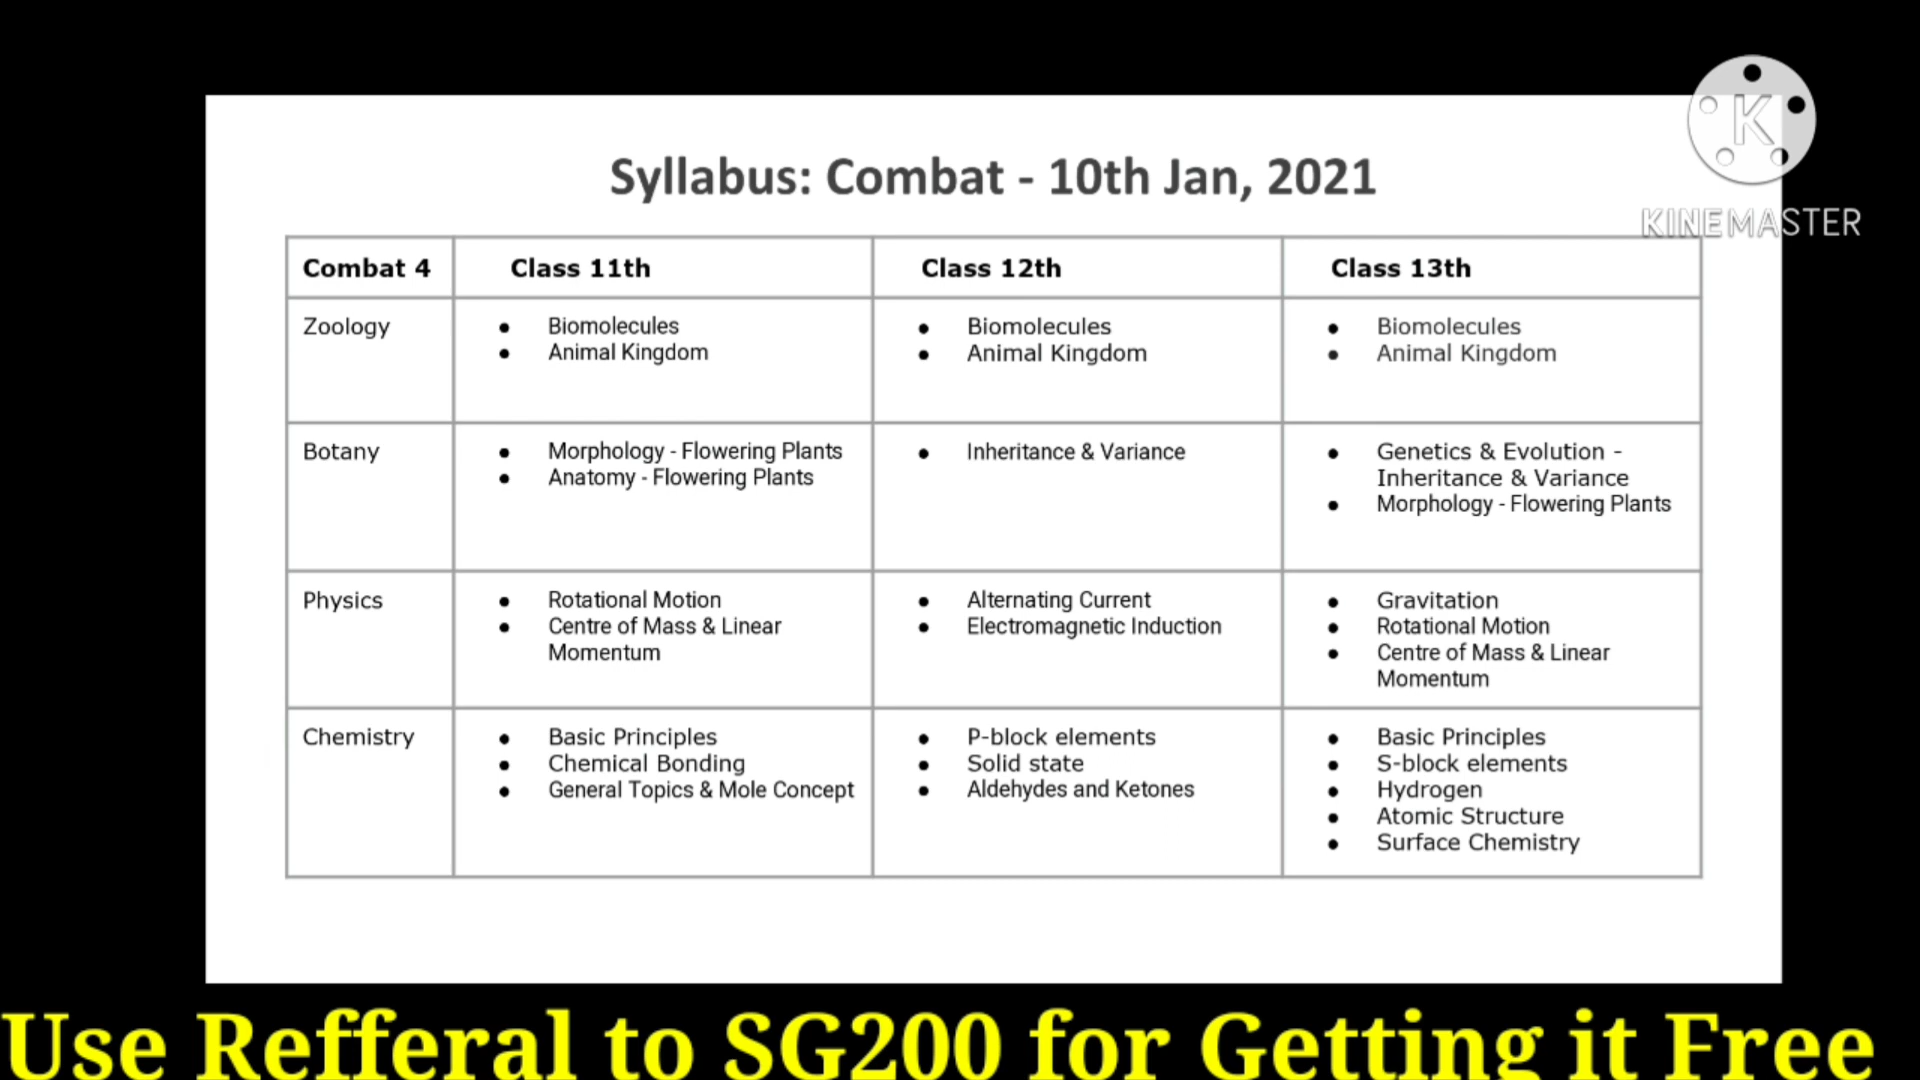 K
KINEMASTER
Syllabus: Combat - 10th Jan, 2021
Combat 4 Class 11th Class 12th Class 13th
Zoology
• Biomolecules
• Animal Kingdom
• Biomolecules
• Animal Kingdom
• Biomolecules
• Animal Kingdom
Botany
• Morphology - Flowering Plants
• Anatomy - Flowering Plants
• Inheritance & Variance
• Genetics & Evolution -
Inheritance & Variance
• Morphology - Flowering Plants
Physics
• Rotational Motion
• Centre of Mass & Linear
Momentum
• Alternating Current
• Electromagnetic Induction
• Gravitation
• Rotational Motion
• Centre of Mass & Linear
Momentum
Chemistry
• Basic Principles
• Chemical Bonding
• General Topics & Mole Concept
• P-block elements
• Solid state
• Aldehydes and Ketones
• Basic Principles
• S-block elements
• Hydrogen
• Atomic Structure
• Surface Chemistry
Use Refferal to SG200 for Getting it Free